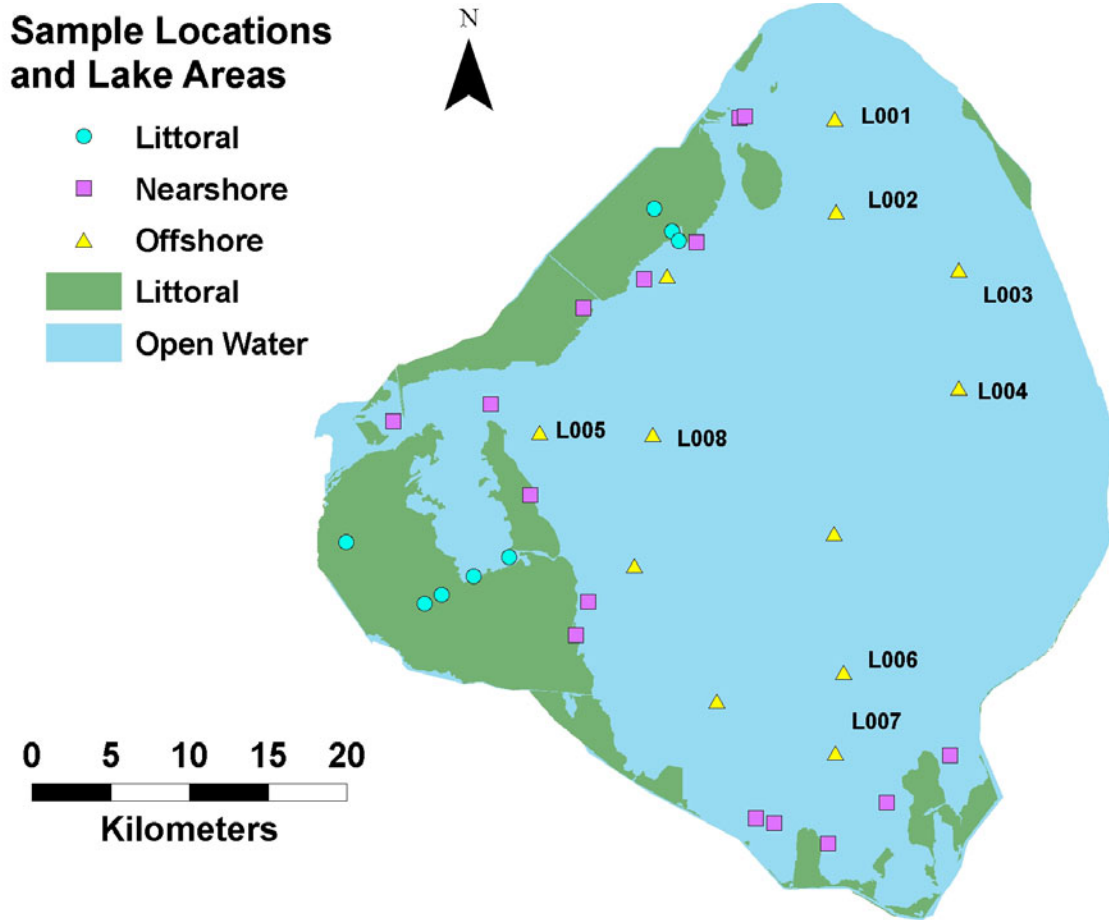 Sample Locations
and Lake Areas
N
Littoral
Nearshore
Offshore
Littoral
Open Water
L001
L002
L003
L004
L005
L008
L006
L007
0 5 10 15 20
Kilometers